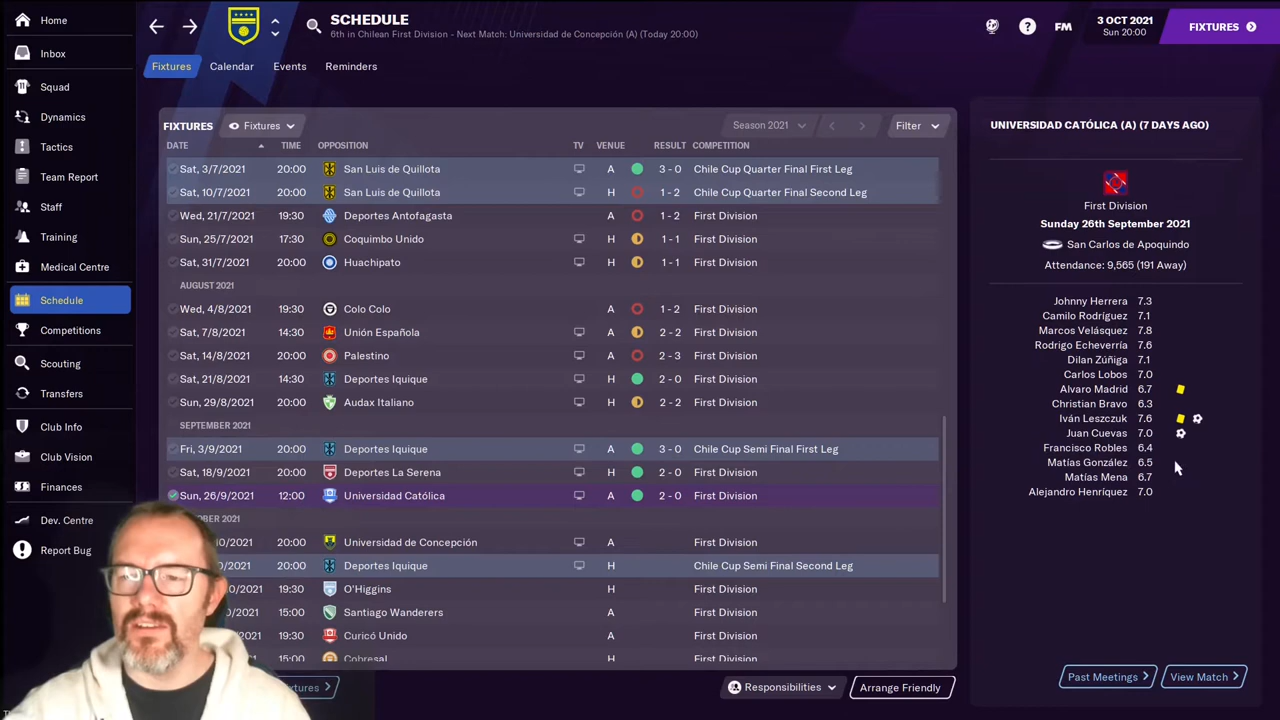 Home
Inbox
Squad
Dynamics
Tactics
Team Report
Staff
Training
Medical Centre
Schedule
Competitions
Scouting
Transfers
Club Info
Club Vision
Finances
Dev. Centre
Report Bug
SCHEDULE
6th in Chilean First Division - Next Match: Universidad de Concepción (A) (Today 20:00)
FM
3 OCT 2021
Sun 20:00
FIXTURES
Fixtures Calendar Events Reminders
FIXTURES Fixtures Season 2021 Filter
DATE TIME OPPOSITION TV VENUE RESULT COMPETITION
Sat, 3/7/2021 20:00 San Luis de Quillota A 3 - 0 Chile Cup Quarter Final First Leg
Sat, 10/7/2021 20:00 San Luis de Quillota H 1 - 2 Chile Cup Quarter Final Second Leg
Wed, 21/7/2021 19:30 Deportes Antofagasta A 1 - 2 First Division
Sun, 25/7/2021 17:30 Coquimbo Unido H 1 - 1 First Division
Sat, 31/7/2021 20:00 Huachipato H 1 - 1 First Division
AUGUST 2021
Wed, 4/8/2021 19:30 Colo Colo A 1 - 2 First Division
Sat, 7/8/2021 14:30 Unión Española A 2 - 2 First Division
Sat, 14/8/2021 20:00 Palestino A 2 - 3 First Division
Sat, 21/8/2021 14:30 Deportes Iquique H 2 - 0 First Division
Sun, 29/8/2021 20:00 Audax Italiano H 2 - 2 First Division
SEPTEMBER 2021
Fri, 3/9/2021 20:00 Deportes Iquique A 3 - 0 Chile Cup Semi Final First Leg
Sat, 18/9/2021 20:00 Deportes La Serena H 2 - 0 First Division
Sun, 26/9/2021 12:00 Universidad Católica A 2 - 0 First Division
2021
/2021 20:00 Universidad de Concepción A First Division
/2021 20:00 Deportes Iquique H Chile Cup Semi Final Second Leg
/2021 19:30 O'Higgins H First Division
/2021 15:00 Santiago Wanderers A First Division
/2021 19:30 Curicó Unido A First Division
/2021 15:00 Cobresal H First Division
Responsibilities Arrange Friendly
UNIVERSIDAD CATÓLICA (A) (7 DAYS AGO)
First Division
Sunday 26th September 2021
San Carlos de Apoquindo
Attendance: 9,565 (191 Away)
Johnny Herrera 7.3
Camilo Rodríguez 7.1
Marcos Velásquez 7.8
Rodrigo Echeverría 7.6
Dilan Zúñiga 7.1
Carlos Lobos 7.0
Alvaro Madrid 6.7
Christian Bravo 6.3
Iván Leszczuk 7.6
Juan Cuevas 7.0
Francisco Robles 6.4
Matías González 6.5
Matías Mena 6.7
Alejandro Henríquez 7.0
Past Meetings View Match